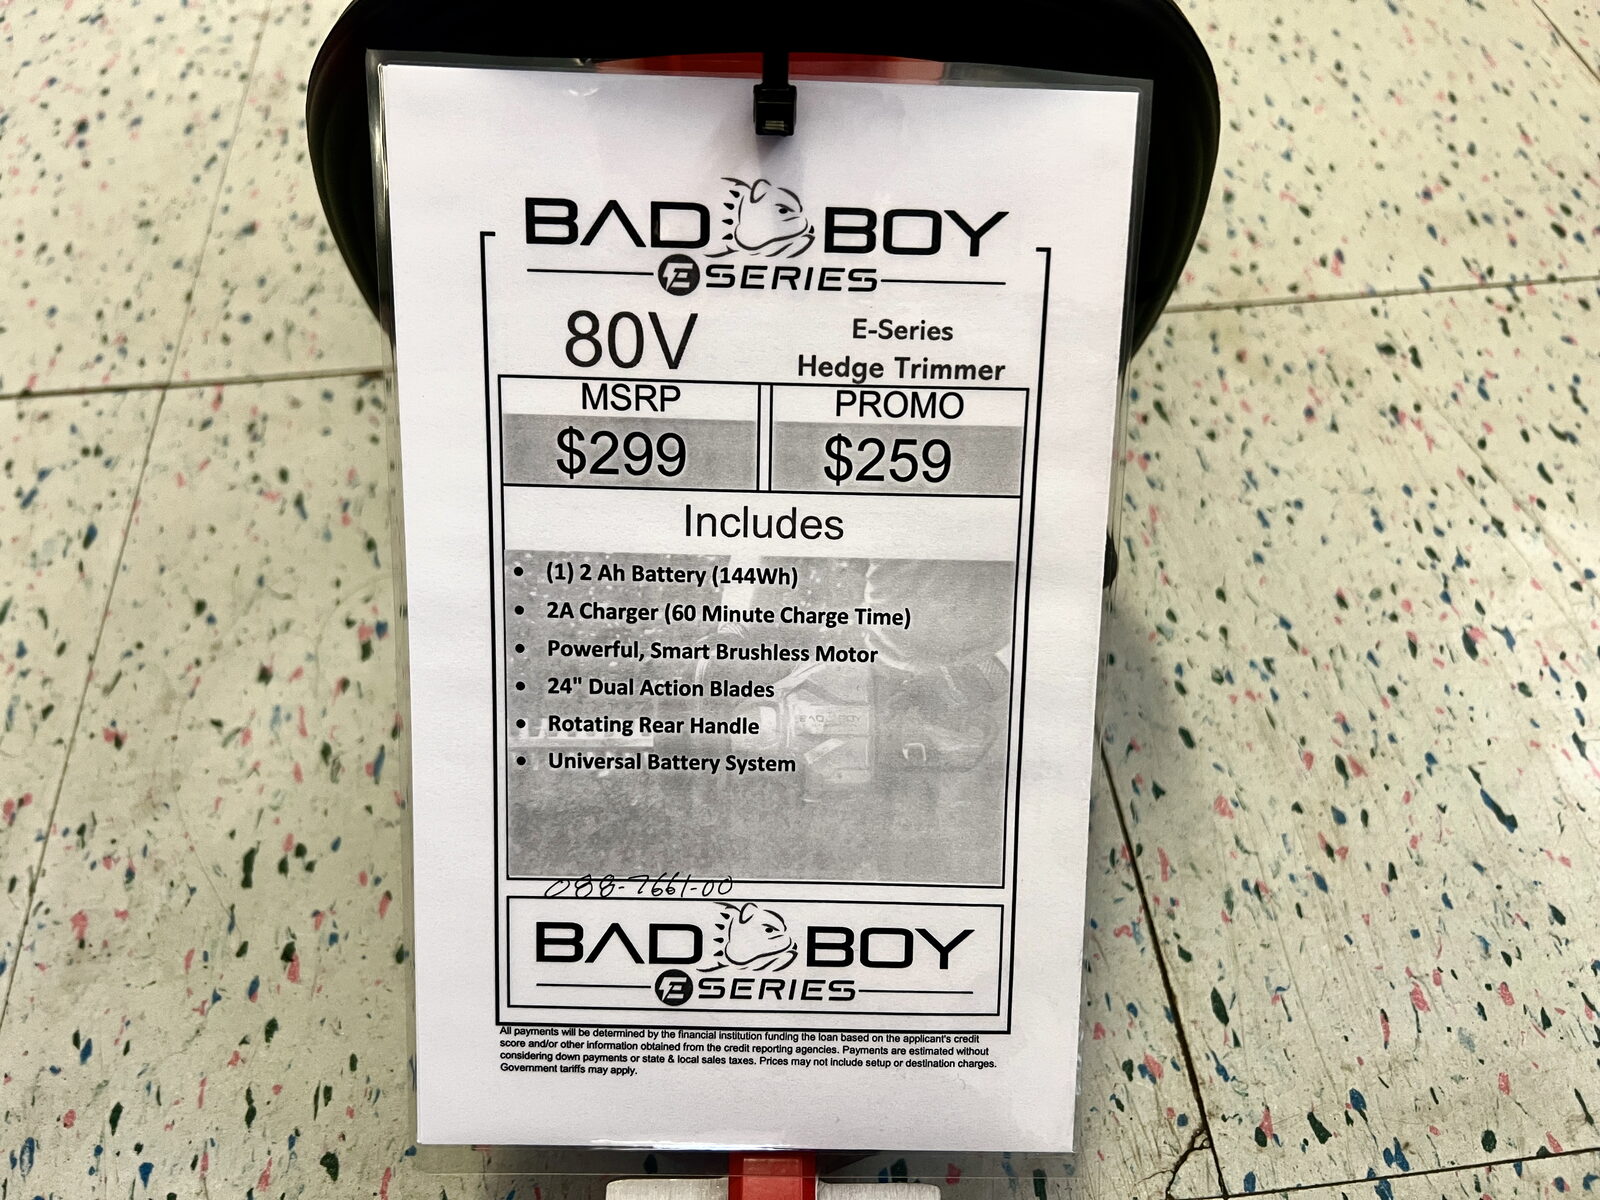 BAD BOY
E SERIES
80V
E-Series
Hedge Trimmer
MSRP
$299
PROMO
$259
Includes
• (1) 2 Ah Battery (144Wh)
• 2A Charger (60 Minute Charge Time)
• Powerful, Smart Brushless Motor
• 24" Dual Action Blades
• Rotating Rear Handle
• Universal Battery System
BAD BOY
088-7661-00
BAD BOY
E SERIES
All payments will be determined by the financial institution funding the loan based on the applicant's credit
score and/or other information obtained from the credit reporting agencies. Payments are estimated without
considering down payments or state & local sales taxes. Prices may not include setup or destination charges.
Government tariffs may apply.